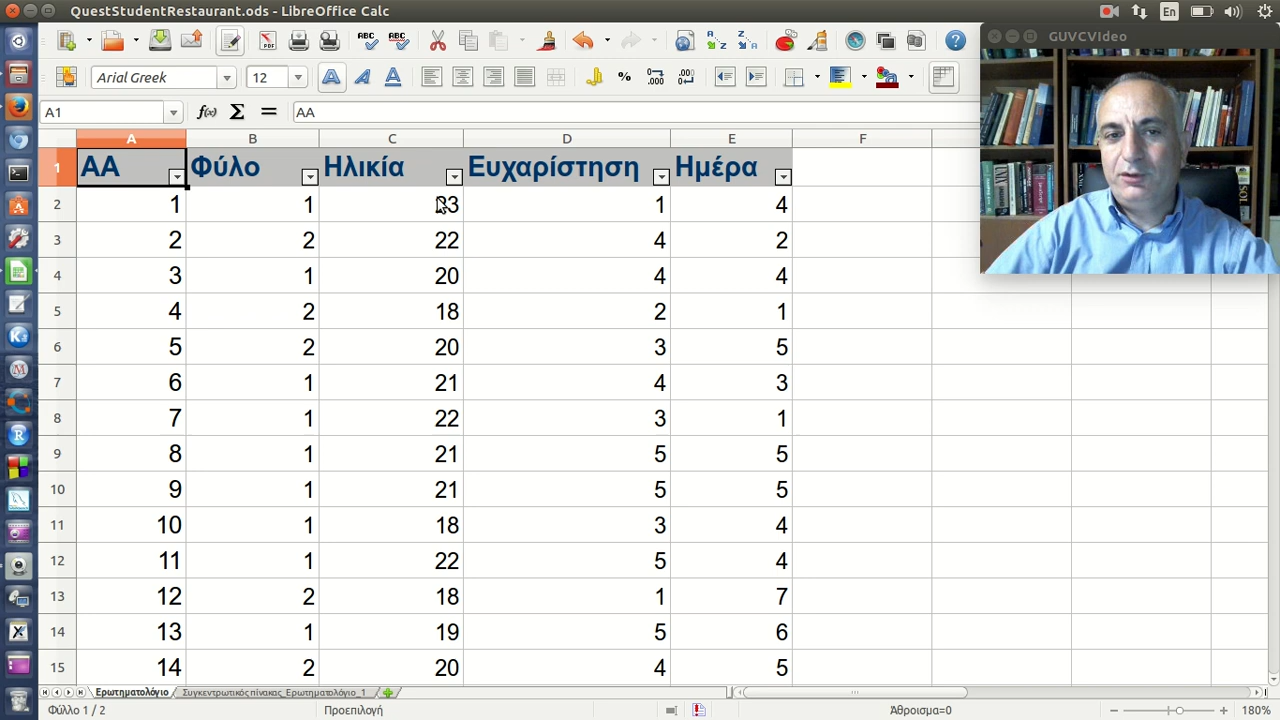 QuestStudentRestaurant.ods - LibreOffice Calc
En
GUVCVIdeo
Arial Greek
12
A1
AA
A B C D E F
1 ΑΑ Φύλο Ηλικία Ευχαρίστηση Ημέρα
2 1 1 33 1 4
3 2 2 22 4 2
4 3 1 20 4 4
5 4 2 18 2 1
6 5 2 20 3 5
7 6 1 21 4 3
8 7 1 22 3 1
9 8 1 21 5 5
10 9 1 21 5 5
11 10 1 18 3 4
12 11 1 22 5 4
13 12 2 18 1 7
14 13 1 19 5 6
15 14 2 20 4 5
Ερωτηματολόγιο Συγκεντρωτικός πίνακας_Ερωτηματολόγιο_1
Φύλλο 1 / 2 Προεπιλογή Άθροισμα=0 180%